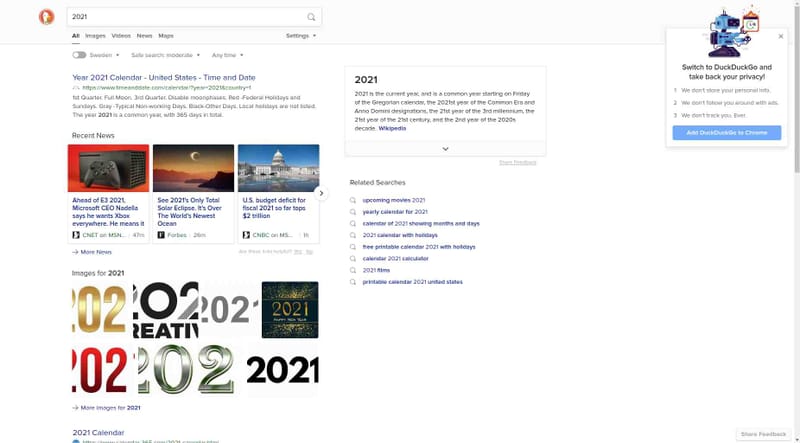 2021
All Images Videos News Maps Settings
Sweden Safe search: moderate Any time
Year 2021 Calendar - United States - Time and Date
https://www.timeanddate.com/calendar/?year=2021&country=1
1st Quarter. Full Moon. 3rd Quarter. Disable moonphases. Red -Federal Holidays and
Sundays. Gray -Typical Non-working Days. Black-Other Days. Local holidays are not listed.
The year 2021 is a common year, with 365 days in total.
Recent News
Ahead of E3 2021,
Microsoft CEO Nadella
says he wants Xbox
everywhere. He means it
CNET on MSN... · 47m
See 2021's Only Total
Solar Eclipse. It's Over
The World's Newest
Ocean
Forbes · 26m
U.S. budget deficit for
fiscal 2021 so far tops
$2 trillion
CNBC on MS... · 1h
More News
Are these links helpful? Yes No
Images for 2021
202
202
CREATIV
202
2021
HAPPY NEW YEAR
202
202
2021
More Images for 2021
2021 Calendar
2021
2021 is the current year, and is a common year starting on Friday
of the Gregorian calendar, the 2021st year of the Common Era and
Anno Domini designations, the 21st year of the 3rd millennium, the
21st year of the 21st century, and the 2nd year of the 2020s
decade. Wikipedia
Share Feedback
Related Searches
upcoming movies 2021
yearly calendar for 2021
calendar of 2021 showing months and days
2021 calendar with holidays
free printable calendar 2021 with holidays
calendar 2021 calculator
2021 films
printable calendar 2021 united states
Switch to DuckDuckGo and
take back your privacy!
1 We don't store your personal info.
2 We don't follow you around with ads.
3 We don't track you. Ever.
Add DuckDuckGo to Chrome
Share Feedback